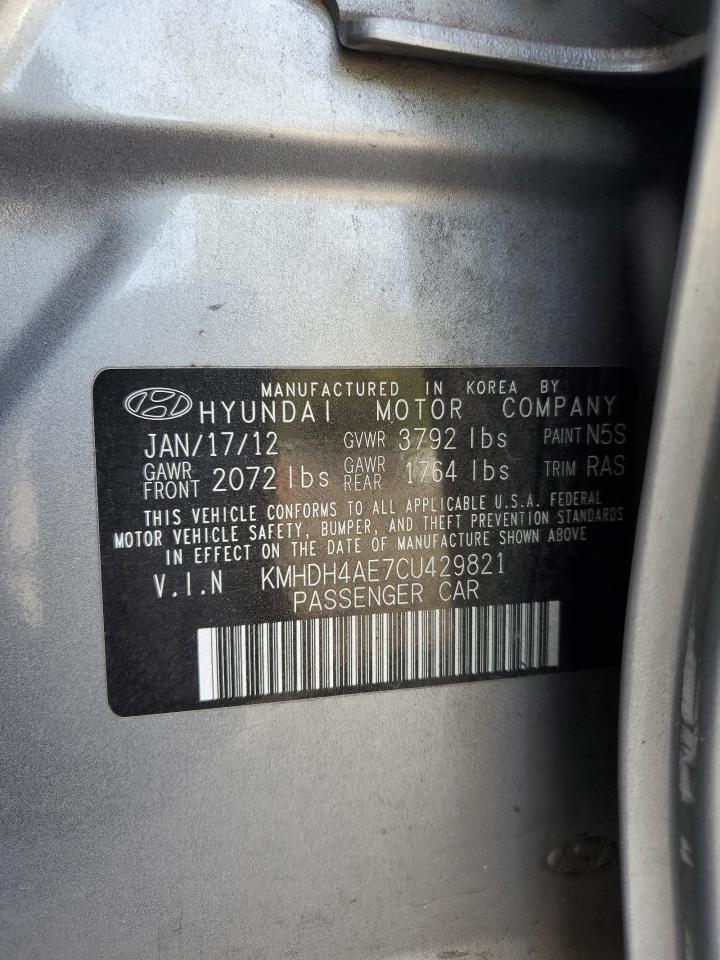 MANUFACTURED IN KOREA BY
HYUNDAI MOTOR COMPANY
JAN/17/12 GVWR 3792 lbs PAINT N5S
GAWR FRONT 2072 lbs GAWR REAR 1764 lbs TRIM RAS
THIS VEHICLE CONFORMS TO ALL APPLICABLE U.S.A. FEDERAL
MOTOR VEHICLE SAFETY, BUMPER, AND THEFT PREVENTION STANDARDS
IN EFFECT ON THE DATE OF MANUFACTURE SHOWN ABOVE
V.I.N KMHDH4AE7CU429821
PASSENGER CAR